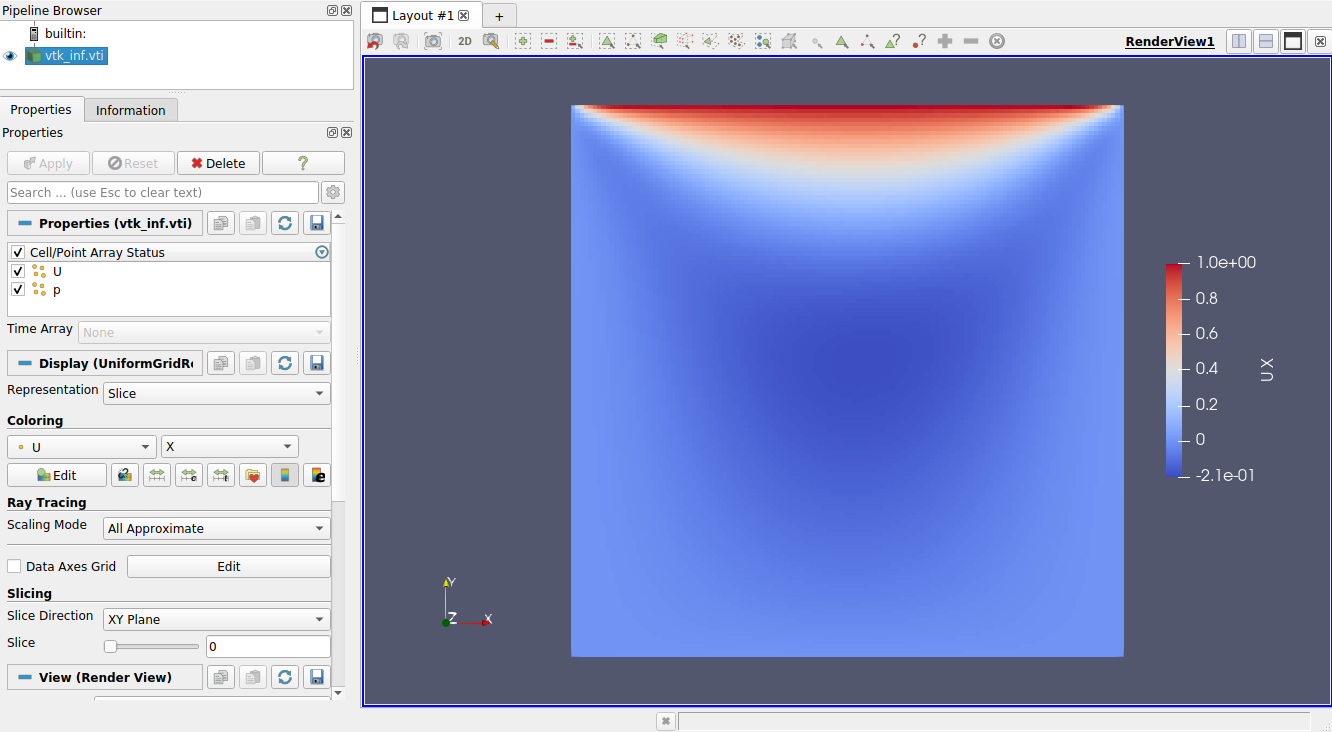 Pipeline Browser
builtin:
vtk_inf.vti
Properties
Information
Properties
Apply
Reset
Delete
?
Search ... (use Esc to clear text)
Properties (vtk_inf.vti)
Cell/Point Array Status
U
p
Time Array
None
Display (UniformGridRe
Representation
Slice
Coloring
U
X
Edit
Ray Tracing
Scaling Mode
All Approximate
Data Axes Grid
Edit
Slicing
Slice Direction
XY Plane
Slice
0
View (Render View)
Layout #1
+
2D
RenderView1
1.0e+00
0.8
0.6
0.4
0.2
0
-2.1e-01
U X
Y
Z
X